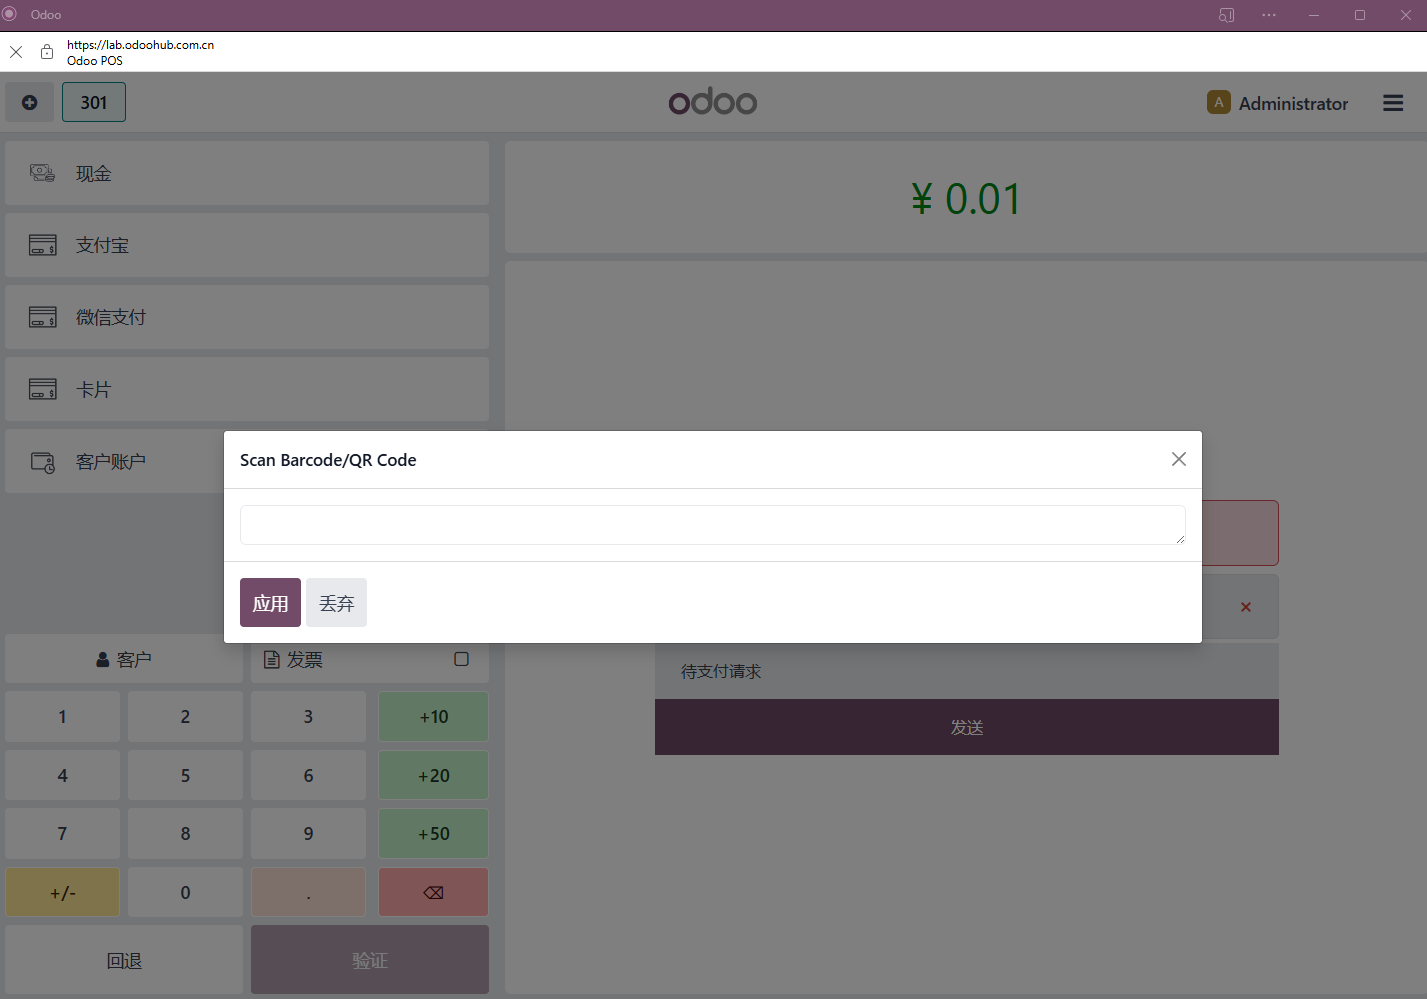 Odoo
https://lab.odoohub.com.cn
Odoo POS
301
odoo
A Administrator
现金
支付宝
微信支付
卡片
客户账户
¥ 0.01
Scan Barcode/QR Code
应用 丢弃
待支付请求
发送
客户 发票
1 2 3 +10
4 5 6 +20
7 8 9 +50
+/- 0 .
回退 验证